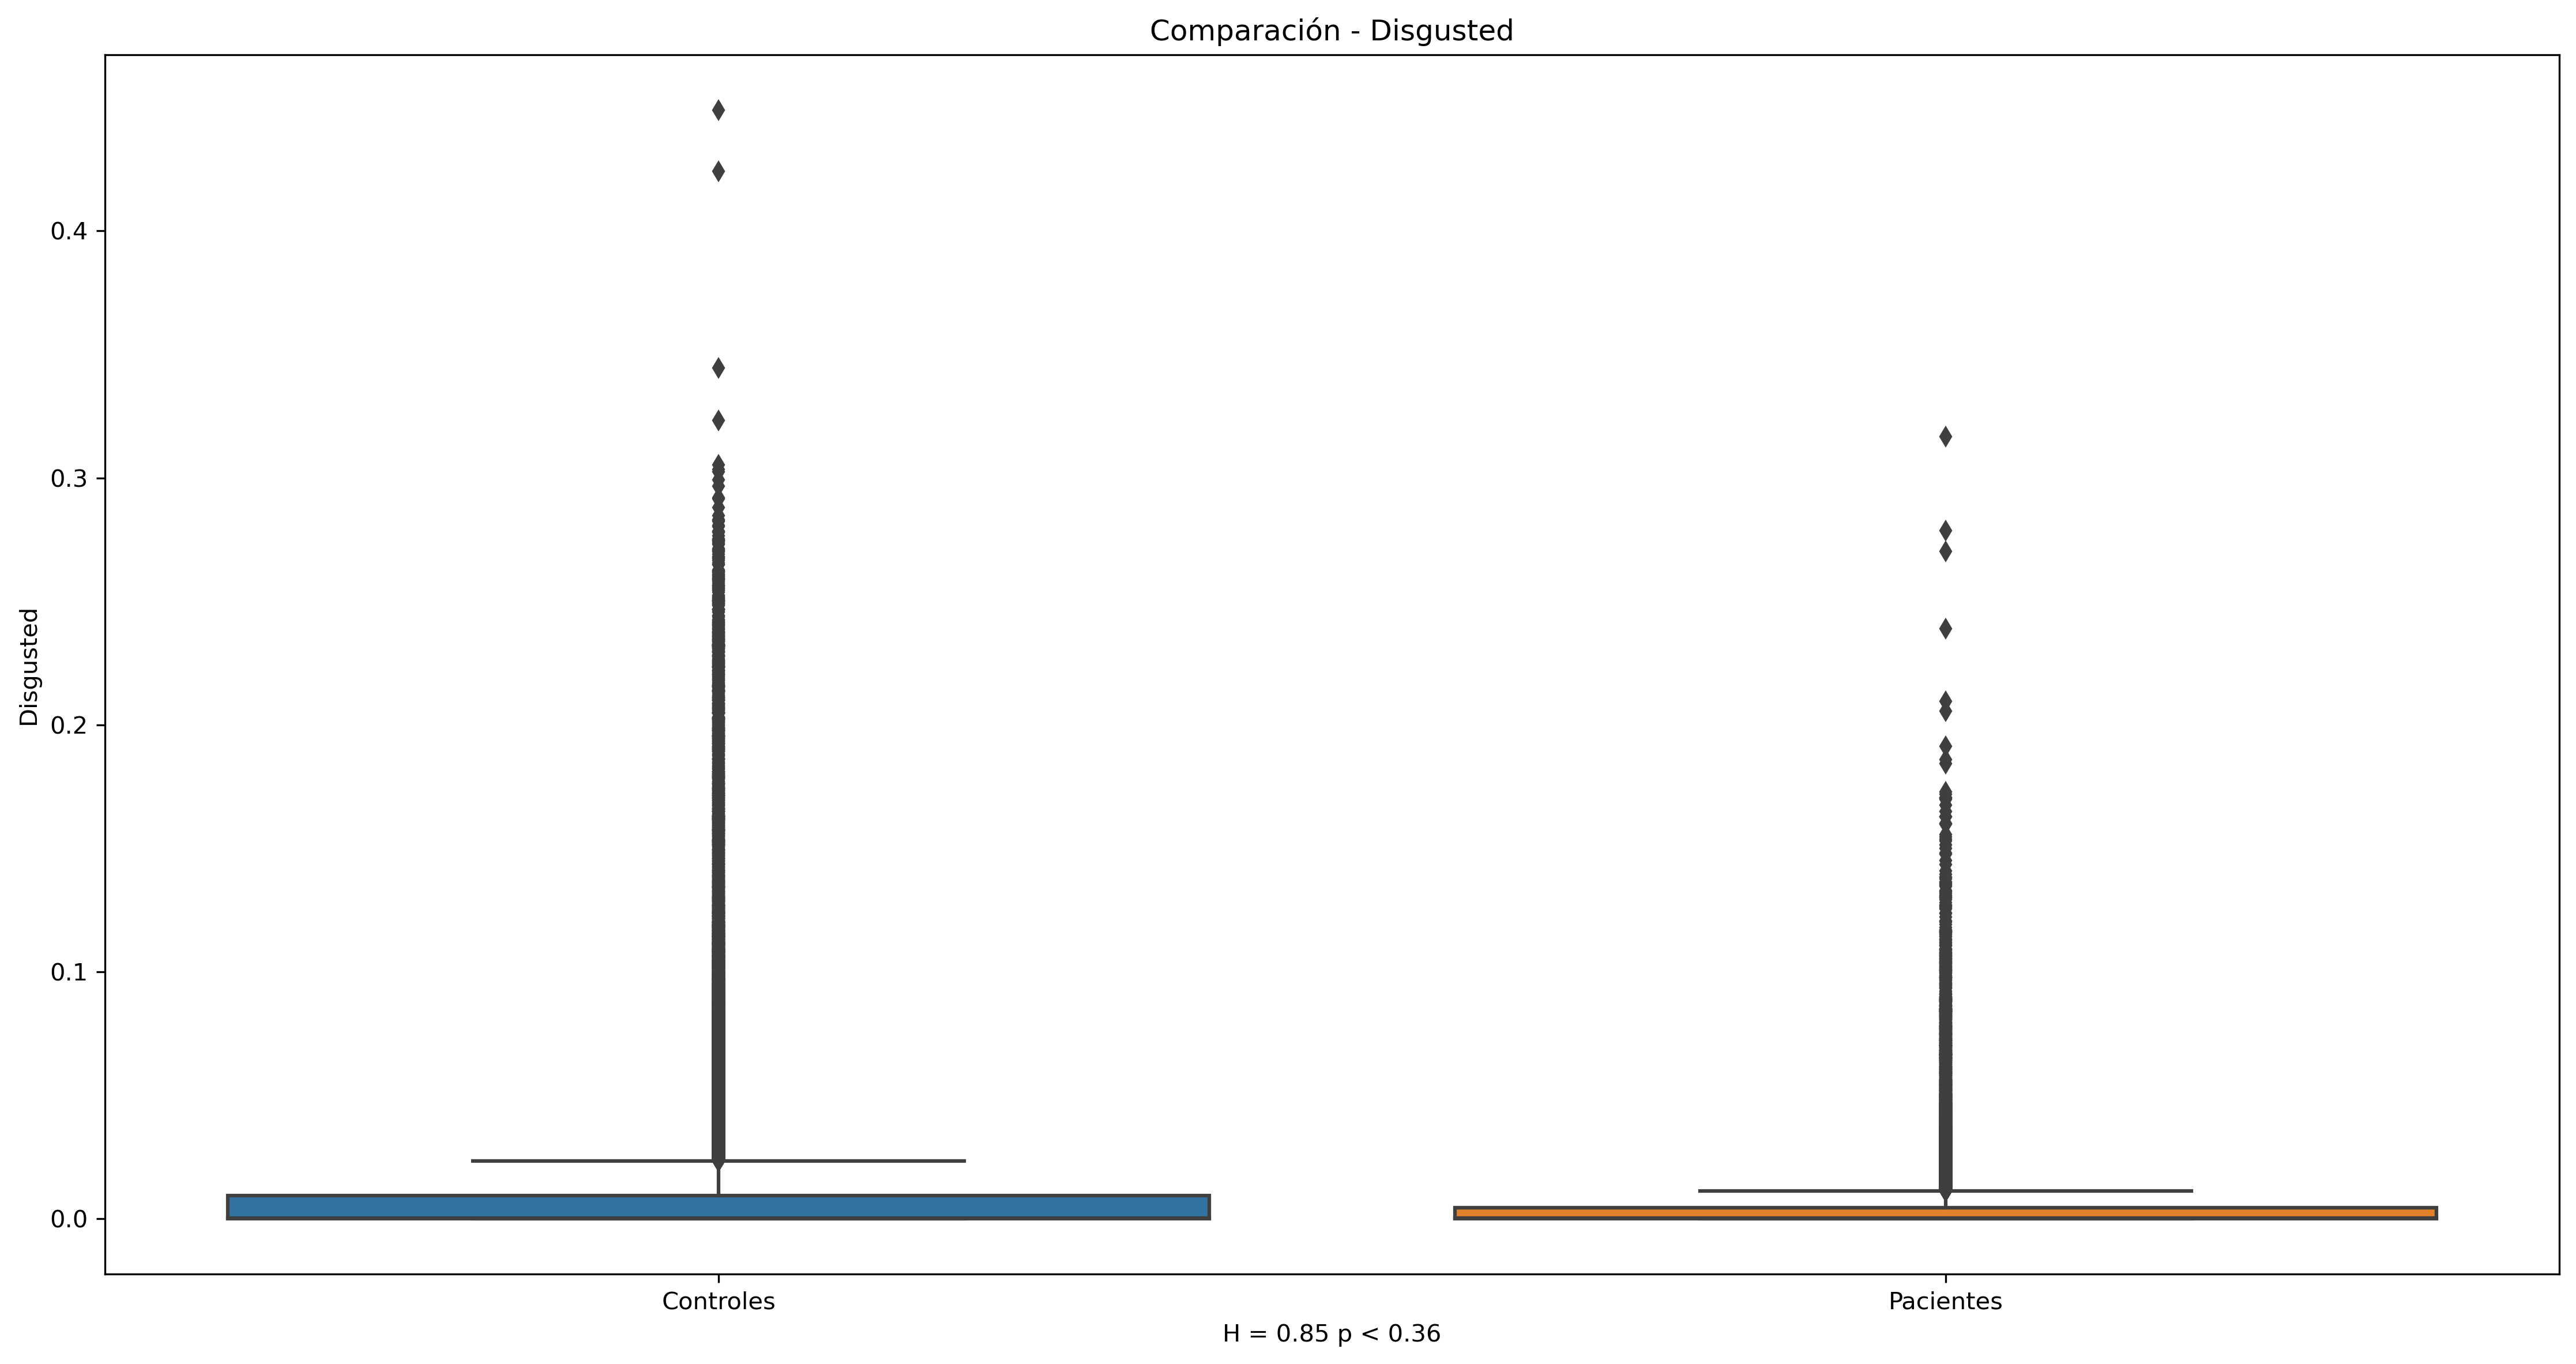 Comparación - Disgusted
Disgusted
0.4
0.3
0.2
0.1
0.0
Controles
Pacientes
H = 0.85 p < 0.36